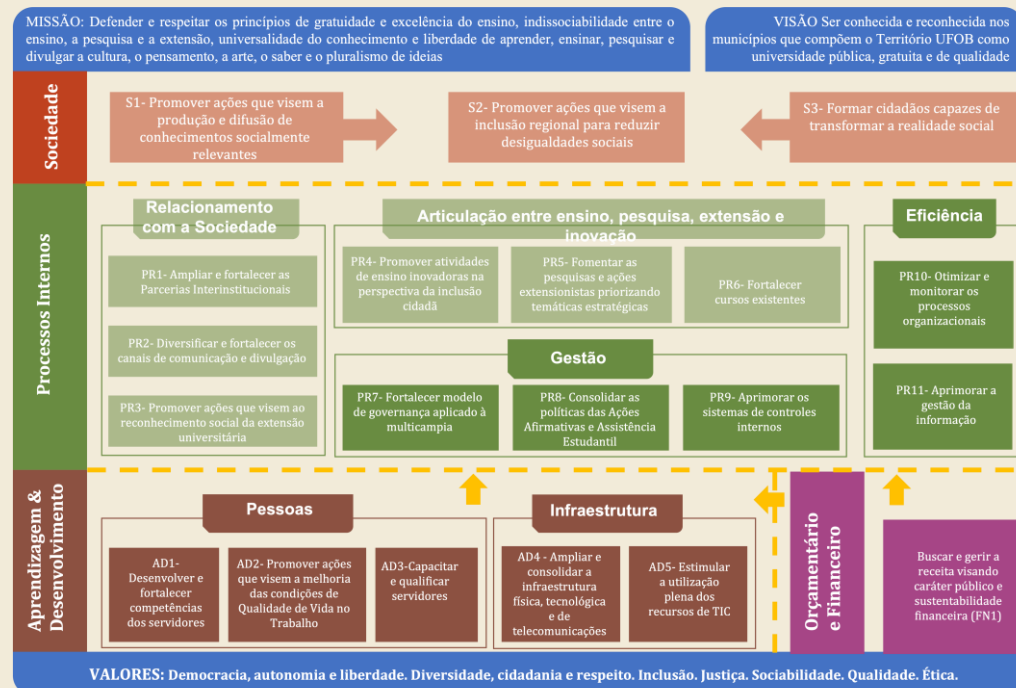 MISSÃO: Defender e respeitar os princípios de gratuidade e excelência do ensino, indissociabilidade entre o
ensino, a pesquisa e a extensão, universalidade do conhecimento e liberdade de aprender, ensinar, pesquisar e
divulgar a cultura, o pensamento, a arte, o saber e o pluralismo de ideias
VISÃO Ser conhecida e reconhecida nos
municípios que compõem o Território UFOB como
universidade pública, gratuita e de qualidade
Sociedade
S1- Promover ações que visem a
produção e difusão de
conhecimentos socialmente
relevantes
S2- Promover ações que visem a
inclusão regional para reduzir
desigualdades sociais
S3- Formar cidadãos capazes de
transformar a realidade social
Processos Internos
Relacionamento
com a Sociedade
PR1- Ampliar e fortalecer as
Parcerias Interinstitucionais
PR2- Diversificar e fortalecer os
canais de comunicação e divulgação
PR3- Promover ações que visem ao
reconhecimento social da extensão
universitária
Articulação entre ensino, pesquisa, extensão e
inovação
PR4- Promover atividades
de ensino inovadoras na
perspectiva da inclusão
cidadã
PR5- Fomentar as
pesquisas e ações
extensionistas priorizando
temáticas estratégicas
PR6- Fortalecer
cursos existentes
Gestão
PR7- Fortalecer modelo
de governança aplicado à
multicampia
PR8- Consolidar as
políticas das Ações
Afirmativas e Assistência
Estudantil
PR9- Aprimorar os
sistemas de controles
internos
Eficiência
PR10- Otimizar e
monitorar os
processos
organizacionais
PR11- Aprimorar a
gestão da
informação
Aprendizagem &
Desenvolvimento
Pessoas
AD1-
Desenvolver e
fortalecer
competências
dos servidores
AD2- Promover ações
que visem a melhoria
das condições de
Qualidade de Vida no
Trabalho
AD3-Capacitar
e qualificar
servidores
Infraestrutura
AD4 - Ampliar e
consolidar a
infraestrutura
física, tecnológica
e de
telecomunicações
AD5- Estimular
a utilização
plena dos
recursos de TIC
Orçamentário
e Financeiro
Buscar e gerir a
receita visando
caráter público e
sustentabilidade
financeira (FN1)
VALORES: Democracia, autonomia e liberdade. Diversidade, cidadania e respeito. Inclusão. Justiça. Sociabilidade. Qualidade. Ética.